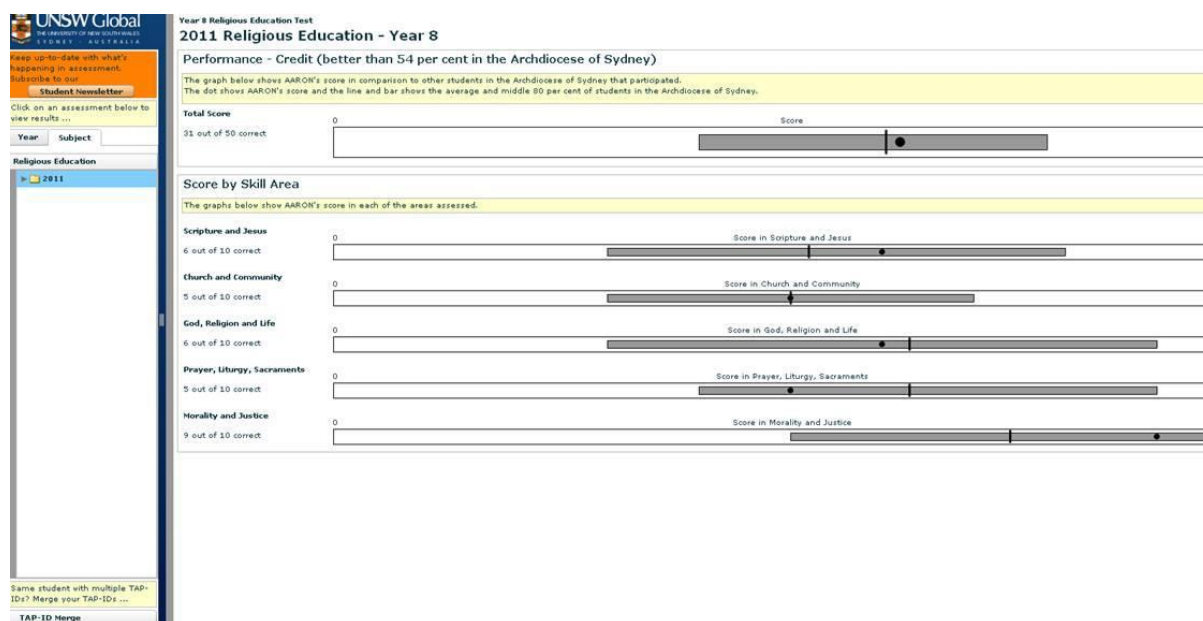 UNSW Global
THE UNIVERSITY OF NEW SOUTH WALES
SYDNEY · AUSTRALIA
Keep up-to-date with what's
happening in assessment.
Subscribe to our
Student Newsletter
Click on an assessment below to
view results ...
Year Subject
Religious Education
2011
Same student with multiple TAP-
IDs? Merge your TAP-IDs ...
TAP-ID Merge
Year 8 Religious Education Test
2011 Religious Education - Year 8
Performance - Credit (better than 54 per cent in the Archdiocese of Sydney)
The graph below shows AARON's score in comparison to other students in the Archdiocese of Sydney that participated.
The dot shows AARON's score and the line and bar shows the average and middle 80 per cent of students in the Archdiocese of Sydney.
Total Score
0 Score
31 out of 50 correct
Score by Skill Area
The graphs below show AARON's score in each of the areas assessed.
Scripture and Jesus
0 Score in Scripture and Jesus
6 out of 10 correct
Church and Community
0 Score in Church and Community
5 out of 10 correct
God, Religion and Life
0 Score in God, Religion and Life
6 out of 10 correct
Prayer, Liturgy, Sacraments
0 Score in Prayer, Liturgy, Sacraments
5 out of 10 correct
Morality and Justice
0 Score in Morality and Justice
9 out of 10 correct